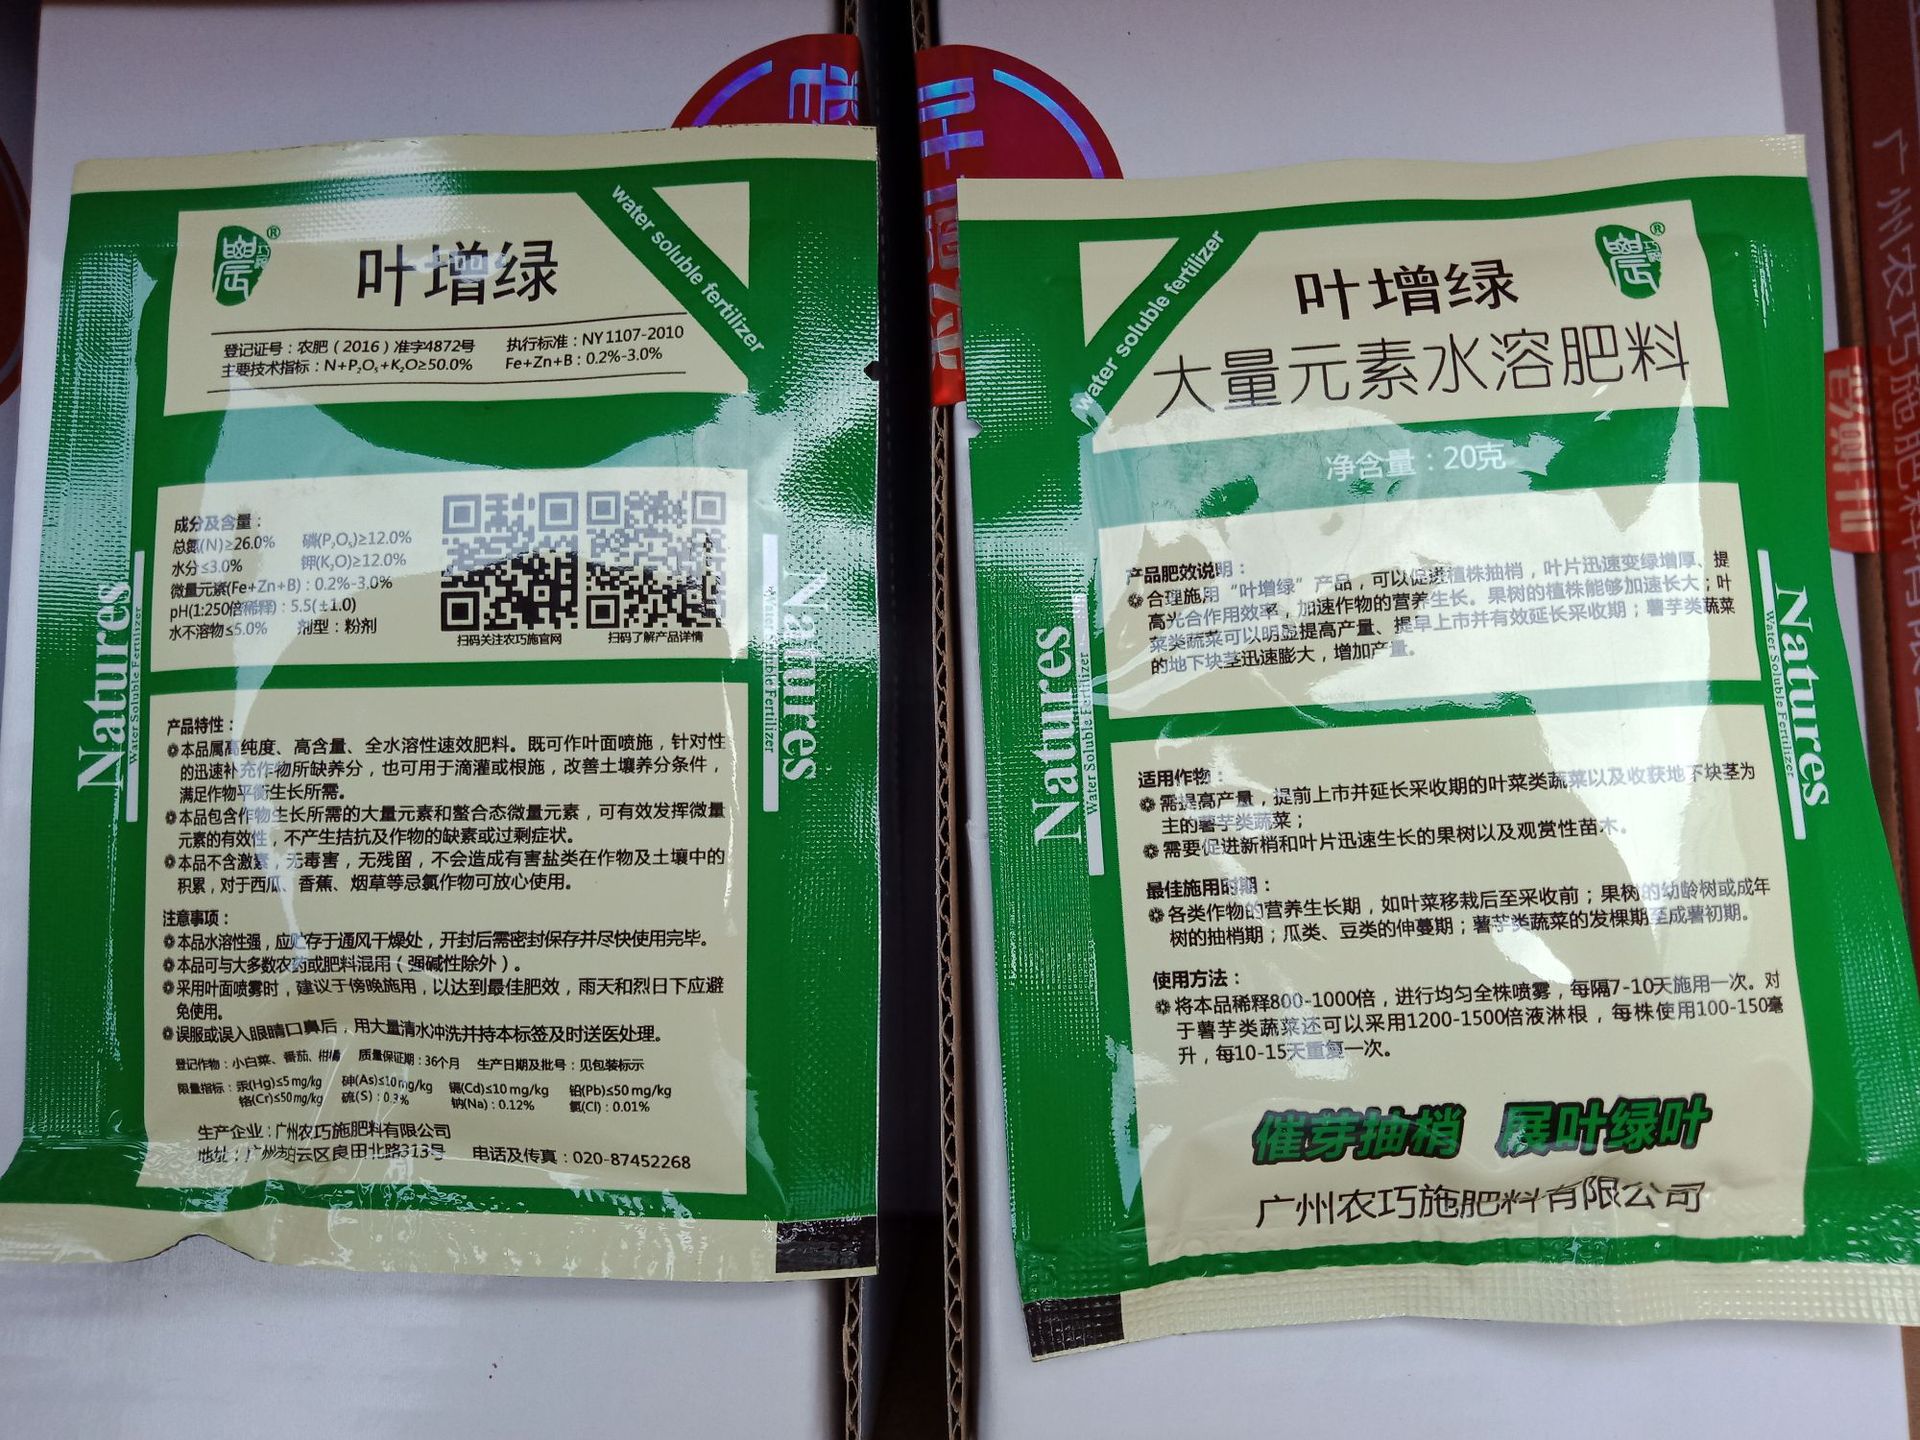 叶增绿
water soluble fertilizer
登记证号：农肥（2016）准字4872号
执行标准：NY 1107-2010
主要技术指标：N+P₂O₅+K₂O≥50.0%
Fe+Zn+B：0.2%-3.0%
成分及含量：
总氮(N)≥26.0% 磷(P₂O₅)≥12.0%
水分≤3.0% 钾(K₂O)≥12.0%
微量元素(Fe+Zn+B)：0.2%-3.0%
pH(1:250倍稀释)：5.5(±1.0)
水不溶物≤5.0% 剂型：粉剂
扫码关注农巧施官网
扫码了解产品详情
Natures
Water Soluble Fertilizer
Natures
Water Soluble Fertilizer
产品特性：
本品属高纯度、高含量、全水溶性速效肥料。既可作叶面喷施，针对性
的迅速补充作物所缺养分，也可用于滴灌或根施，改善土壤养分条件，
满足作物平衡生长所需。
本品包含作物生长所需的大量元素和螯合态微量元素，可有效发挥微量
元素的有效性，不产生拮抗及作物的缺素或过剩症状。
本品不含激素，无毒害，无残留，不会造成有害盐类在作物及土壤中的
积累，对于西瓜、香蕉、烟草等忌氯作物可放心使用。
注意事项：
本品水溶性强，应贮存于通风干燥处，开封后需密封保存并尽快使用完毕。
本品可与大多数农药或肥料混用（强碱性除外）。
采用叶面喷雾时，建议于傍晚施用，以达到最佳肥效，雨天和烈日下应避
免使用。
误服或误入眼睛口鼻后，用大量清水冲洗并持本标签及时送医处理。
登记作物：小白菜、番茄、柑橘 质量保证期：36个月 生产日期及批号：见包装标示
限量指标：汞(Hg)≤5mg/kg 砷(As)≤10mg/kg 镉(Cd)≤10mg/kg 铅(Pb)≤50mg/kg
铬(Cr)≤50mg/kg 硫(S)：0.3% 钠(Na)：0.12% 氯(Cl)：0.01%
生产企业：广州农巧施肥料有限公司
地址：广州市白云区良田北路313号 电话及传真：020-87452268
water soluble fertilizer
叶增绿
大量元素水溶肥料
净含量：20克
产品肥效说明：
合理施用“叶增绿”产品，可以促进植株抽梢，叶片迅速变绿增厚、提
高光合作用效率，加速作物的营养生长。果树的植株能够加速长大；叶
菜类蔬菜可以明显提高产量、提早上市并有效延长采收期；薯芋类蔬菜
的地下块茎迅速膨大，增加产量。
Natures
Water Soluble Fertilizer
Natures
Water Soluble Fertilizer
适用作物：
需提高产量，提前上市并延长采收期的叶菜类蔬菜以及收获地下块茎为
主的薯芋类蔬菜；
需要促进新梢和叶片迅速生长的果树以及观赏性苗木。
最佳施用时期：
各类作物的营养生长期，如叶菜移栽后至采收前；果树的幼龄树或成年
树的抽梢期；瓜类、豆类的伸蔓期；薯芋类蔬菜的发棵期至成薯初期。
使用方法：
将本品稀释800-1000倍，进行均匀全株喷雾，每隔7-10天施用一次。对
于薯芋类蔬菜还可以采用1200-1500倍液淋根，每株使用100-150毫
升，每10-15天重复一次。
催芽抽梢 展叶绿叶
广州农巧施肥料有限公司
广州农巧施肥料有限公